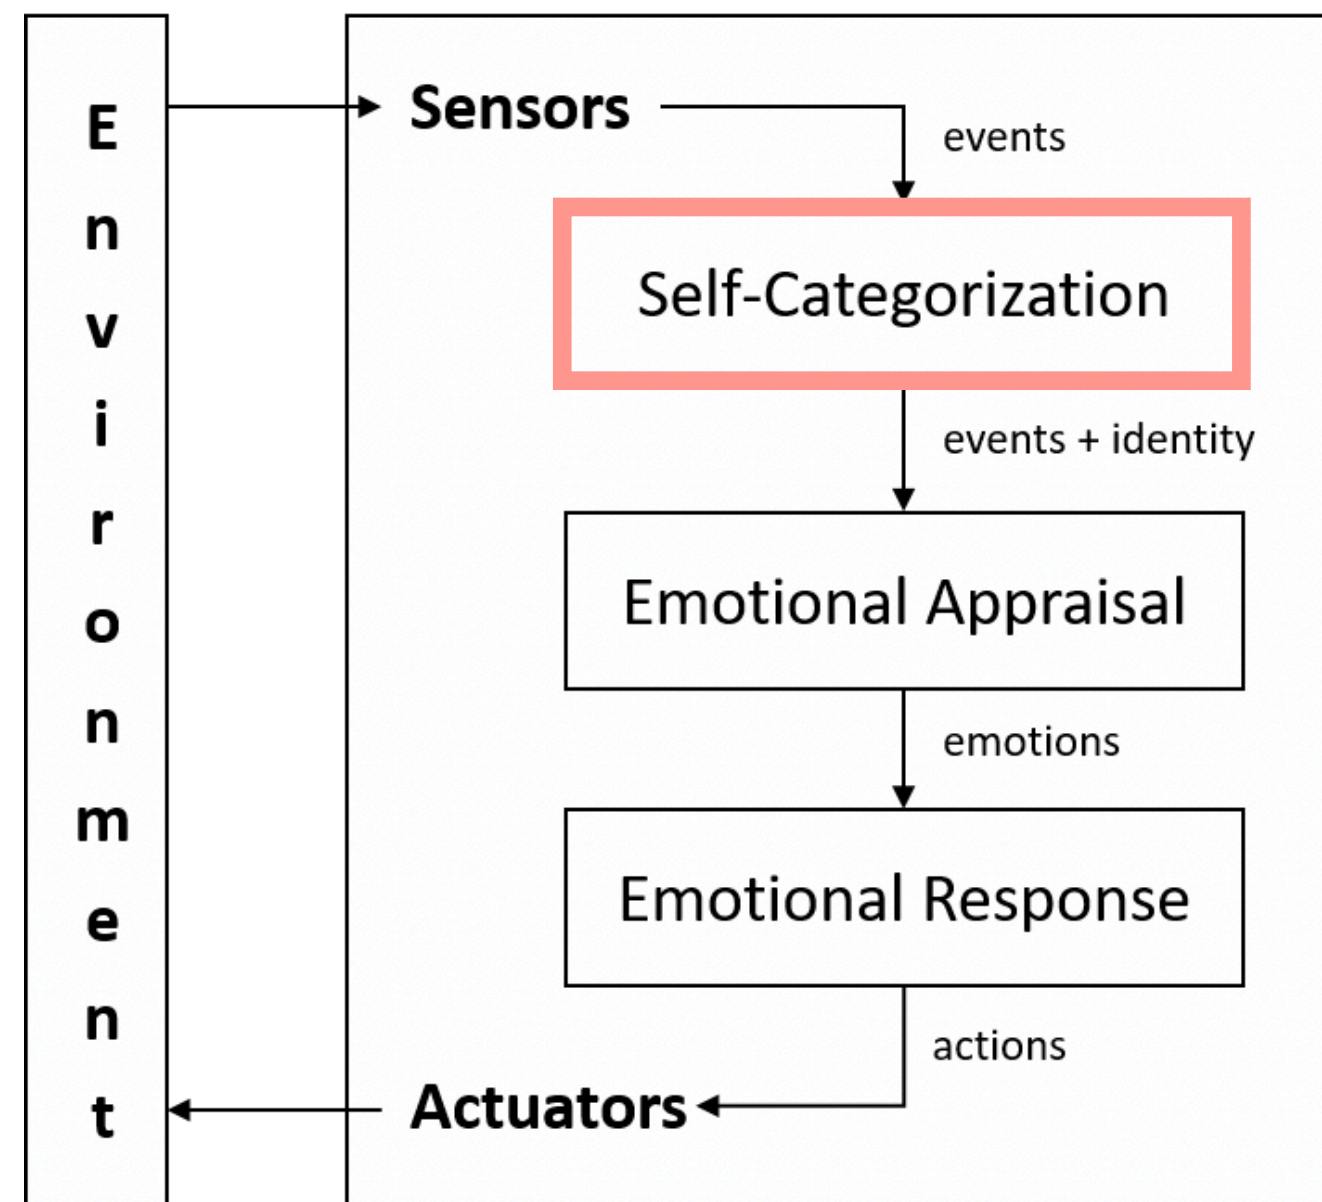 Environment
Sensors
events
Self-Categorization
events + identity
Emotional Appraisal
emotions
Emotional Response
actions
Actuators